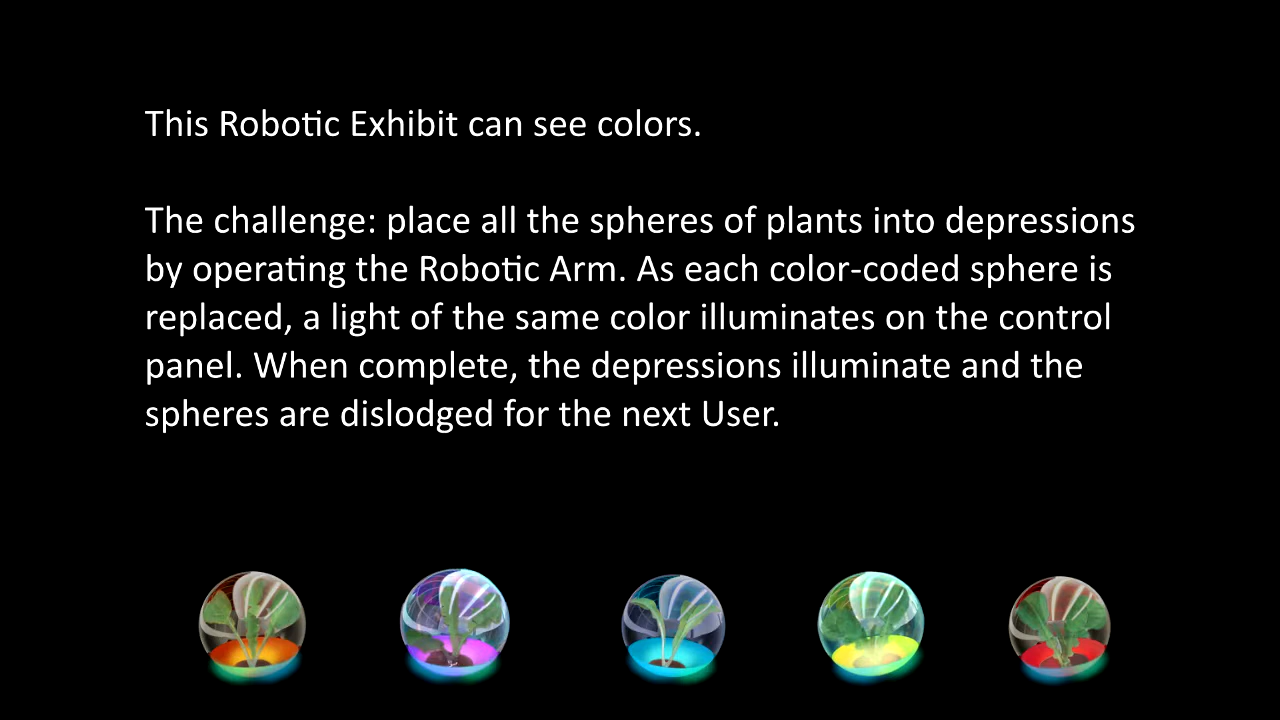 This Robotic Exhibit can see colors.
The challenge: place all the spheres of plants into depressions
by operating the Robotic Arm. As each color-coded sphere is
replaced, a light of the same color illuminates on the control
panel. When complete, the depressions illuminate and the
spheres are dislodged for the next User.